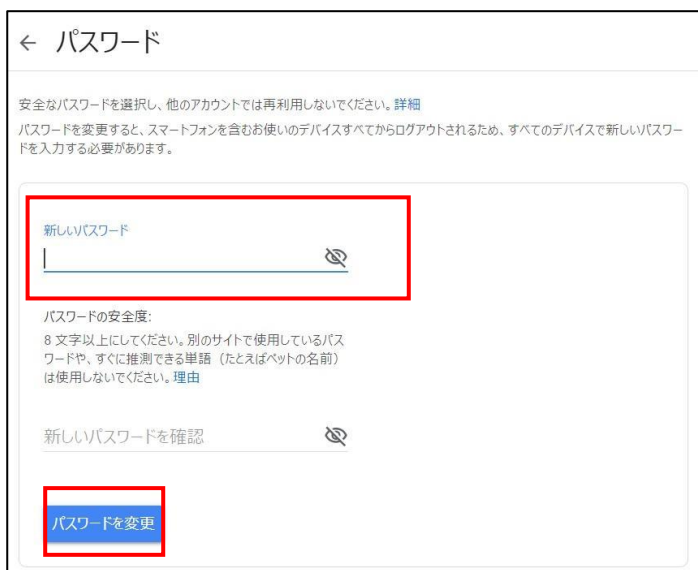 ← パスワード
安全なパスワードを選択し、他のアカウントでは再利用しないでください。詳細
パスワードを変更すると、スマートフォンを含むお使いのデバイスすべてからログアウトされるため、すべてのデバイスで新しいパスワー
ドを入力する必要があります。
新しいパスワード
パスワードの安全度:
8 文字以上にしてください。別のサイトで使用しているパス
ワードや、すぐに推測できる単語（たとえばペットの名前）
は使用しないでください。理由
新しいパスワードを確認
パスワードを変更